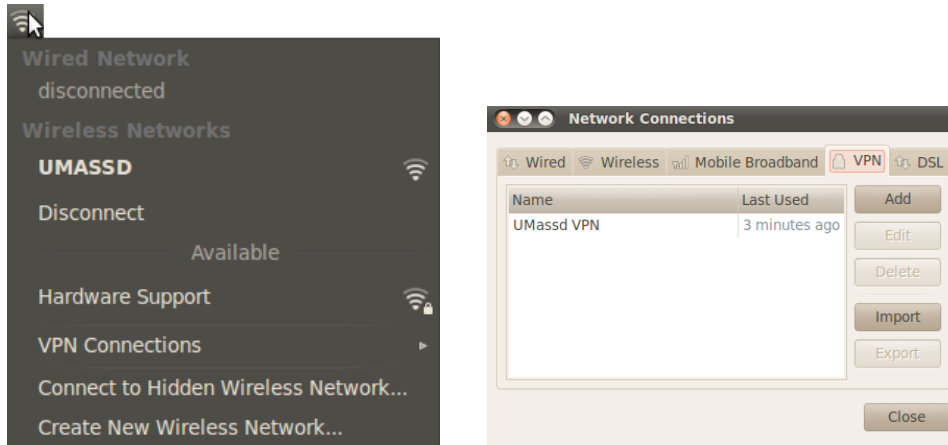 Wired Network
disconnected
Wireless Networks
UMASSD
Disconnect
Available
Hardware Support
VPN Connections
Connect to Hidden Wireless Network...
Create New Wireless Network...
Network Connections
Wired Wireless Mobile Broadband VPN DSL
Name Last Used Add
UMassd VPN 3 minutes ago
Edit
Delete
Import
Export
Close